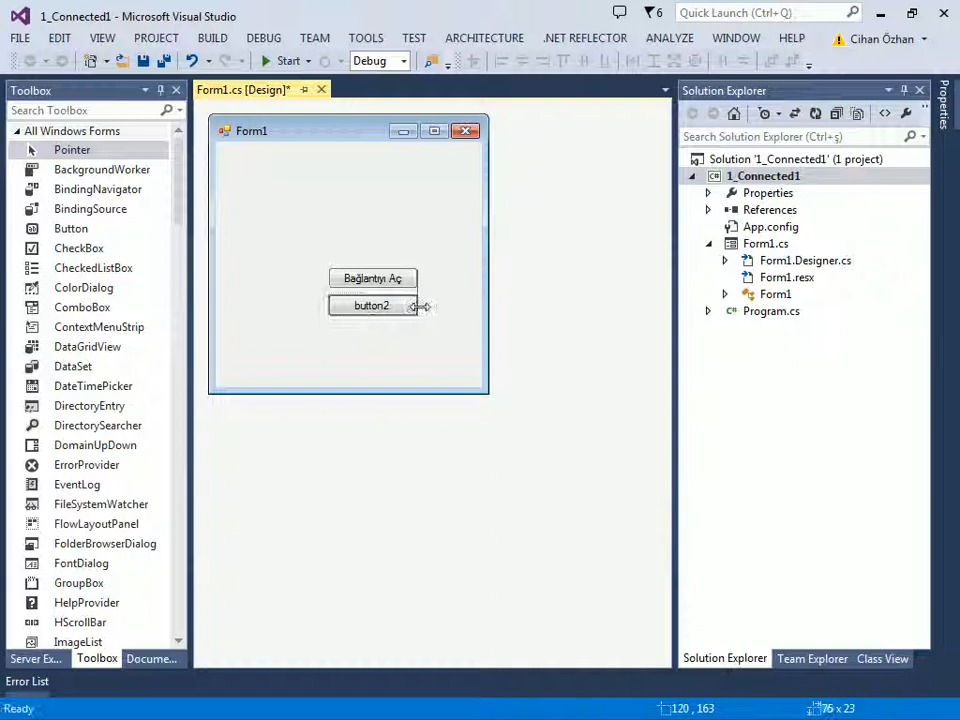 1_Connected1 - Microsoft Visual Studio
6
Quick Launch (Ctrl+Q)
FILE EDIT VIEW PROJECT BUILD DEBUG TEAM TOOLS TEST ARCHITECTURE .NET REFLECTOR ANALYZE WINDOW HELP Cihan Özhan
Start Debug
Toolbox
Search Toolbox
All Windows Forms
Pointer
BackgroundWorker
BindingNavigator
BindingSource
Button
CheckBox
CheckedListBox
ColorDialog
ComboBox
ContextMenuStrip
DataGridView
DataSet
DateTimePicker
DirectoryEntry
DirectorySearcher
DomainUpDown
ErrorProvider
EventLog
FileSystemWatcher
FlowLayoutPanel
FolderBrowserDialog
FontDialog
GroupBox
HelpProvider
HScrollBar
ImageList
Server Ex... Toolbox Docume...
Form1.cs [Design]*
Form1
Bağlantıyı Aç
button2
Solution Explorer
Search Solution Explorer (Ctrl+ş)
Solution '1_Connected1' (1 project)
1_Connected1
Properties
References
App.config
Form1.cs
Form1.Designer.cs
Form1.resx
Form1
Program.cs
Solution Explorer Team Explorer Class View
Properties
Error List
Ready
120 , 163
x 23